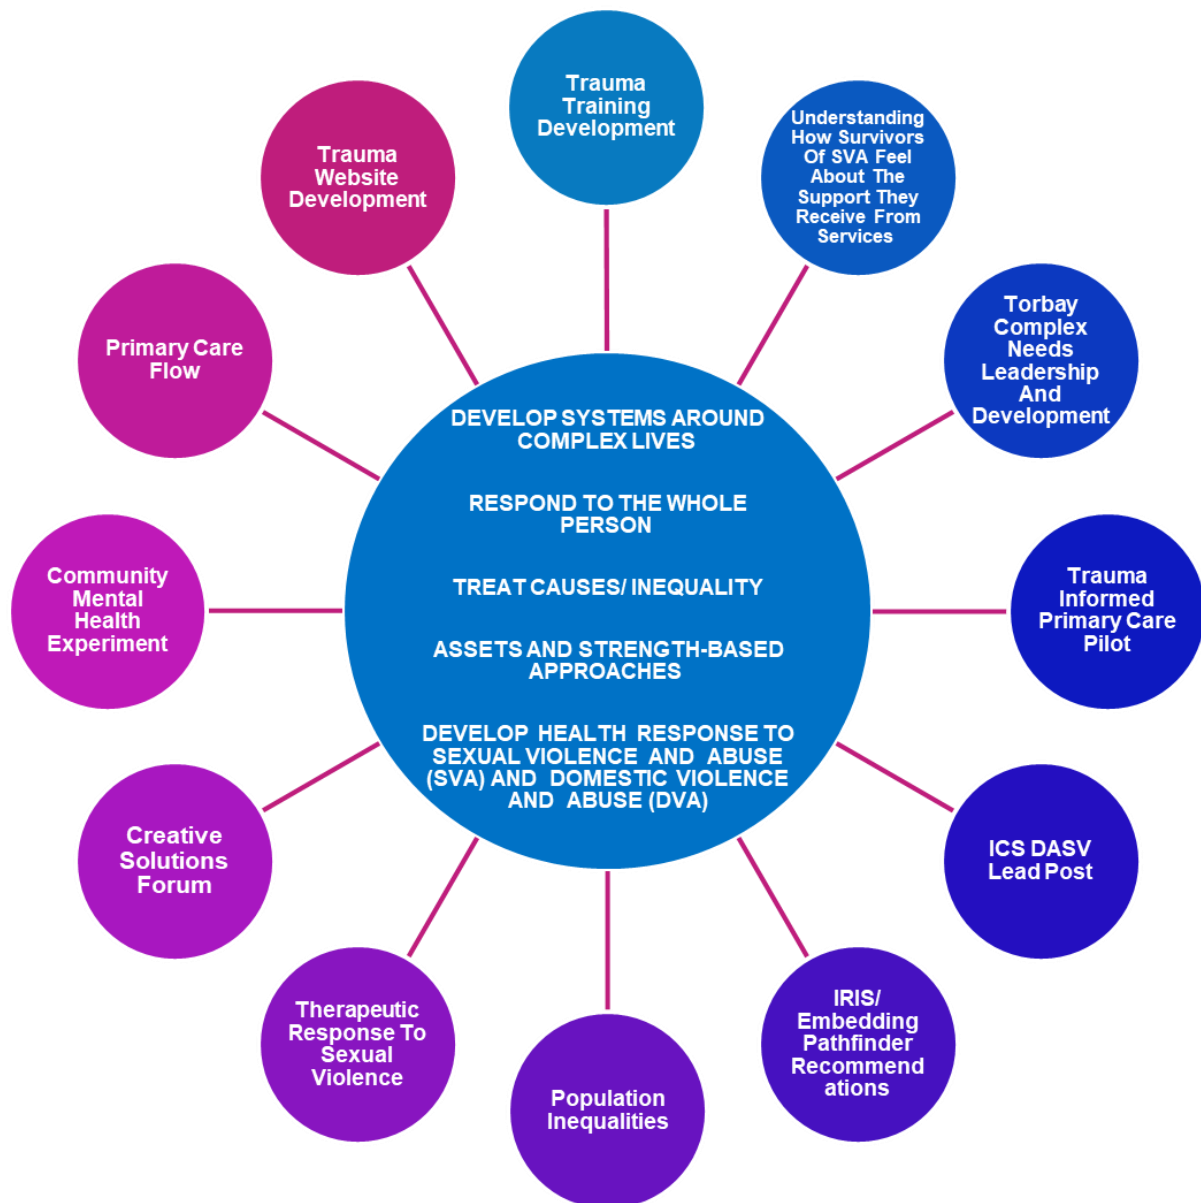 Trauma
Training
Development
Understanding
How Survivors
Of SVA Feel
About The
Support They
Receive From
Services
Torbay
Complex
Needs
Leadership
And
Development
Trauma
Informed
Primary Care
Pilot
ICS DASV
Lead Post
IRIS/
Embedding
Pathfinder
Recommend
ations
Population
Inequalities
Therapeutic
Response To
Sexual
Violence
Creative
Solutions
Forum
Community
Mental
Health
Experiment
Primary Care
Flow
Trauma
Website
Development
DEVELOP SYSTEMS AROUND
COMPLEX LIVES
RESPOND TO THE WHOLE
PERSON
TREAT CAUSES/ INEQUALITY
ASSETS AND STRENGTH-BASED
APPROACHES
DEVELOP HEALTH RESPONSE TO
SEXUAL VIOLENCE AND ABUSE
(SVA) AND DOMESTIC VIOLENCE
AND ABUSE (DVA)